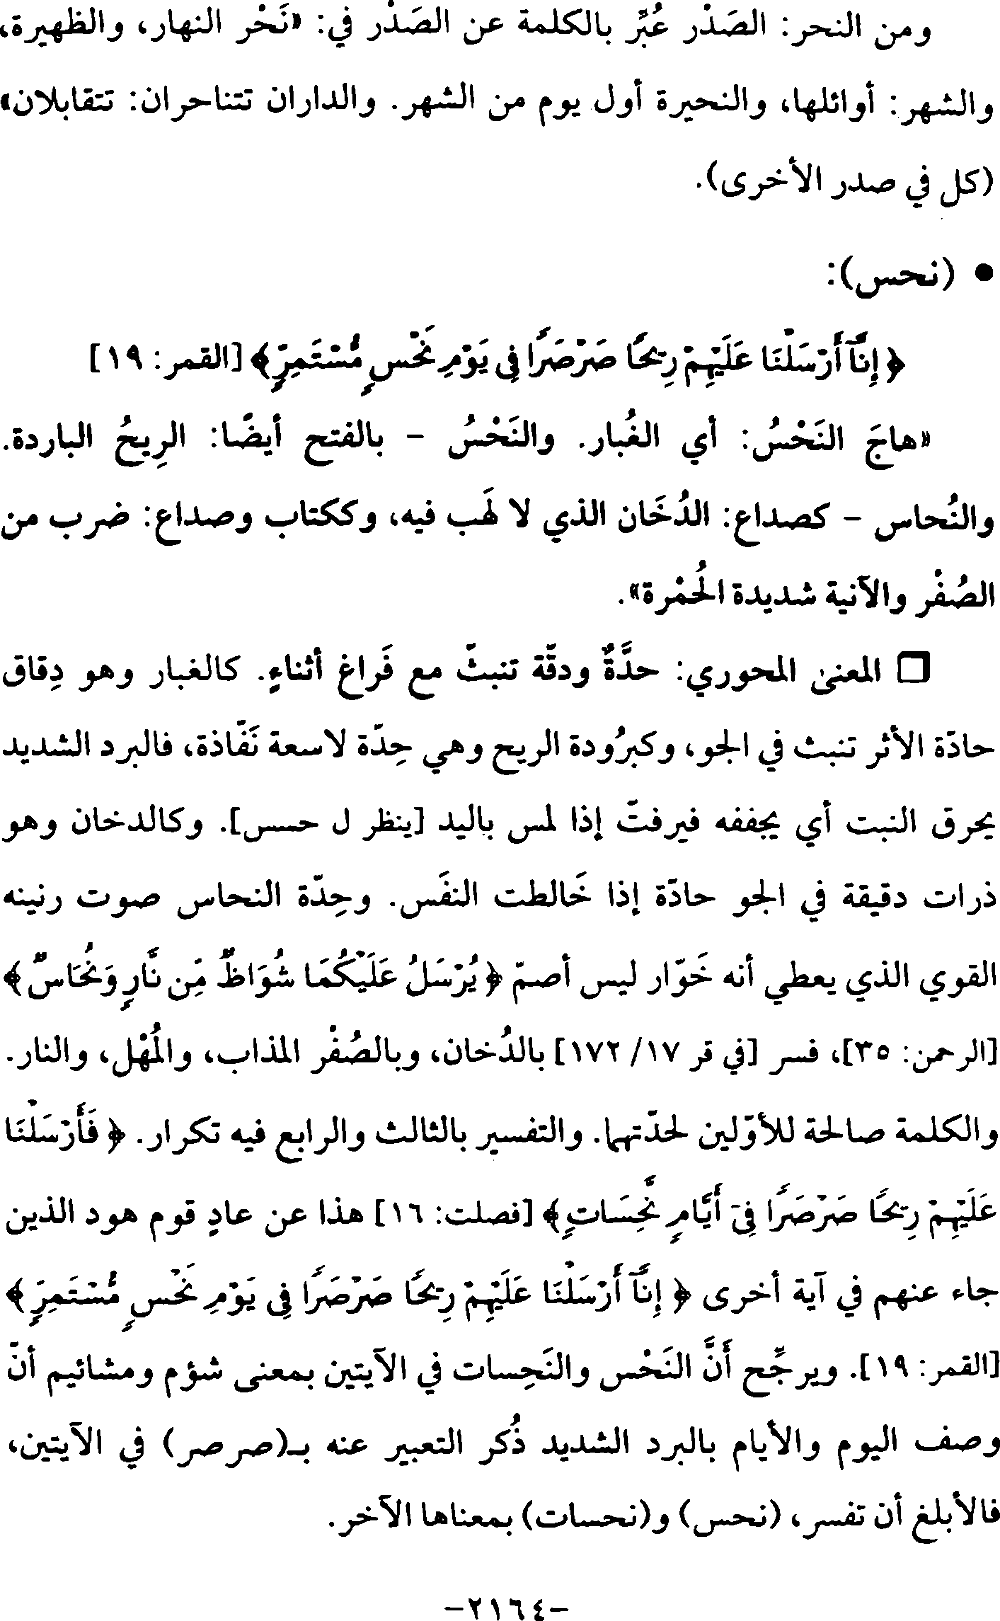 ومن النحر: الصَدْر عُبِّر بالكلمة عن الصَدْر في: «نَحْر النهار، والظهيرة،
والشهر: أوائلها، والنحيرة أول يوم من الشهر. والداران تتناحران: تتقابلان»
(كل في صدر الأخرى).
● (نحس):
﴿إِنَّآ أَرْسَلْنَا عَلَيْهِمْ رِيحًا صَرْصَرًا فِى يَوْمِ نَحْسٍ مُّسْتَمِرٍّ﴾ [القمر: ١٩]
«هاجَ النَحْسُ: أي الغُبار. والنَحْسُ – بالفتح أيضًا: الرِيحُ الباردة.
والنُحاس – كصداع: الدُخَان الذي لا لَهَب فيه، وككتاب وصداع: ضرب من
الصُفْر والآنية شديدة الحُمْرة».
□ المعنى المحوري: حدَّةٌ ودقّة تنبثّ مع فَراغ أثناءٍ. كالغبار وهو دِقاق
حادّة الأثر تنبث في الجو، وكبرُودة الريح وهي حِدّة لاسعة نَفّاذة، فالبرد الشديد
يحرق النبت أي يجففه فيرفتّ إذا لمس باليد [ينظر ل حسس]. وكالدخان وهو
ذرات دقيقة في الجو حادّة إذا خَالطت النفَس. وحِدّة النحاس صوت رنينه
القوي الذي يعطي أنه خَوّار ليس أصمّ ﴿يُرْسَلُ عَلَيْكُمَا شُوَاظٌ مِّن نَّارٍ وَنُحَاسٌ﴾
[الرحمن: ٣٥]، فسر [في قر ١٧/ ١٧٢] بالدُخان، وبالصُفْر المذاب، والمُهْل، والنار.
والكلمة صالحة للأوّلين لحدّتهما. والتفسير بالثالث والرابع فيه تكرار. ﴿فَأَرْسَلْنَا
عَلَيْهِمْ رِيحًا صَرْصَرًا فِىٓ أَيَّامٍ نَّحِسَاتٍ﴾ [فصلت: ١٦] هذا عن عادٍ قوم هود الذين
جاء عنهم في آية أخرى ﴿إِنَّآ أَرْسَلْنَا عَلَيْهِمْ رِيحًا صَرْصَرًا فِى يَوْمِ نَحْسٍ مُّسْتَمِرٍّ﴾
[القمر: ١٩]. ويرجِّح أَنَّ النَحْس والنَحِسات في الآيتين بمعنى شؤم ومشائيم أنّ
وصف اليوم والأيام بالبرد الشديد ذُكر التعبير عنه بـ(صرصر) في الآيتين،
فالأبلغ أن تفسر، (نحس) و(نحسات) بمعناها الآخر.
–٢١٦٤–